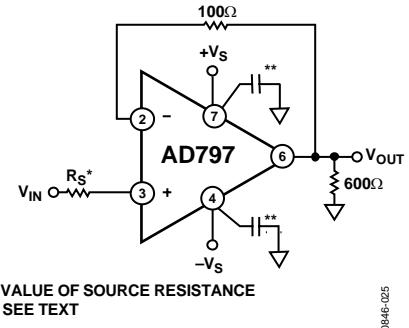 100Ω
+VS
**
2
–
7
AD797
6
VOUT
RS*
VIN
3
+
4
600Ω
**
–VS
VALUE OF SOURCE RESISTANCE
SEE TEXT
0846-025